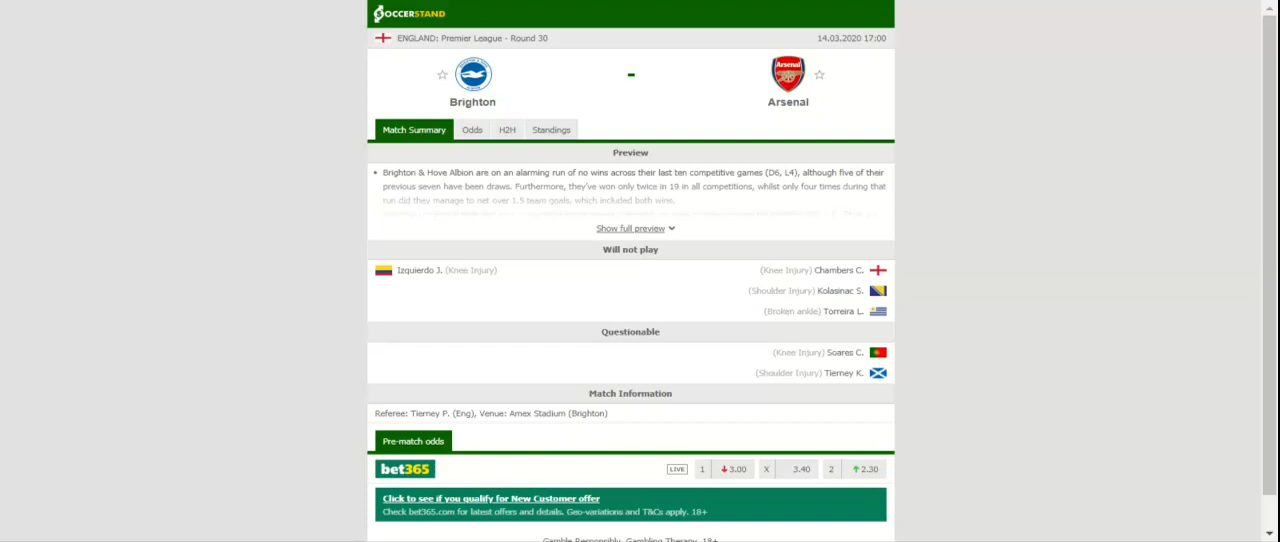 SOCCERSTAND
ENGLAND: Premier League - Round 30 14.03.2020 17:00
Arsenal
-
Brighton Arsenal
Match Summary Odds H2H Standings
Preview
Brighton & Hove Albion are on an alarming run of no wins across their last ten competitive games (D6, L4), although five of their
previous seven have been draws. Furthermore, they've won only twice in 19 in all competitions, whilst only four times during that
run did they manage to net over 1.5 team goals, which included both wins.
Show full preview
Will not play
Izquierdo J. (Knee Injury) (Knee Injury) Chambers C.
(Shoulder Injury) Kolasinac S.
(Broken ankle) Torreira L.
Questionable
(Knee Injury) Soares C.
(Shoulder Injury) Tierney K.
Match Information
Referee: Tierney P. (Eng), Venue: Amex Stadium (Brighton)
Pre-match odds
bet365 LIVE 1 3.00 X 3.40 2 2.30
Click to see if you qualify for New Customer offer
Check bet365.com for latest offers and details. Geo-variations and T&Cs apply. 18+
Gamble Responsibly. Gambling Therapy. 18+